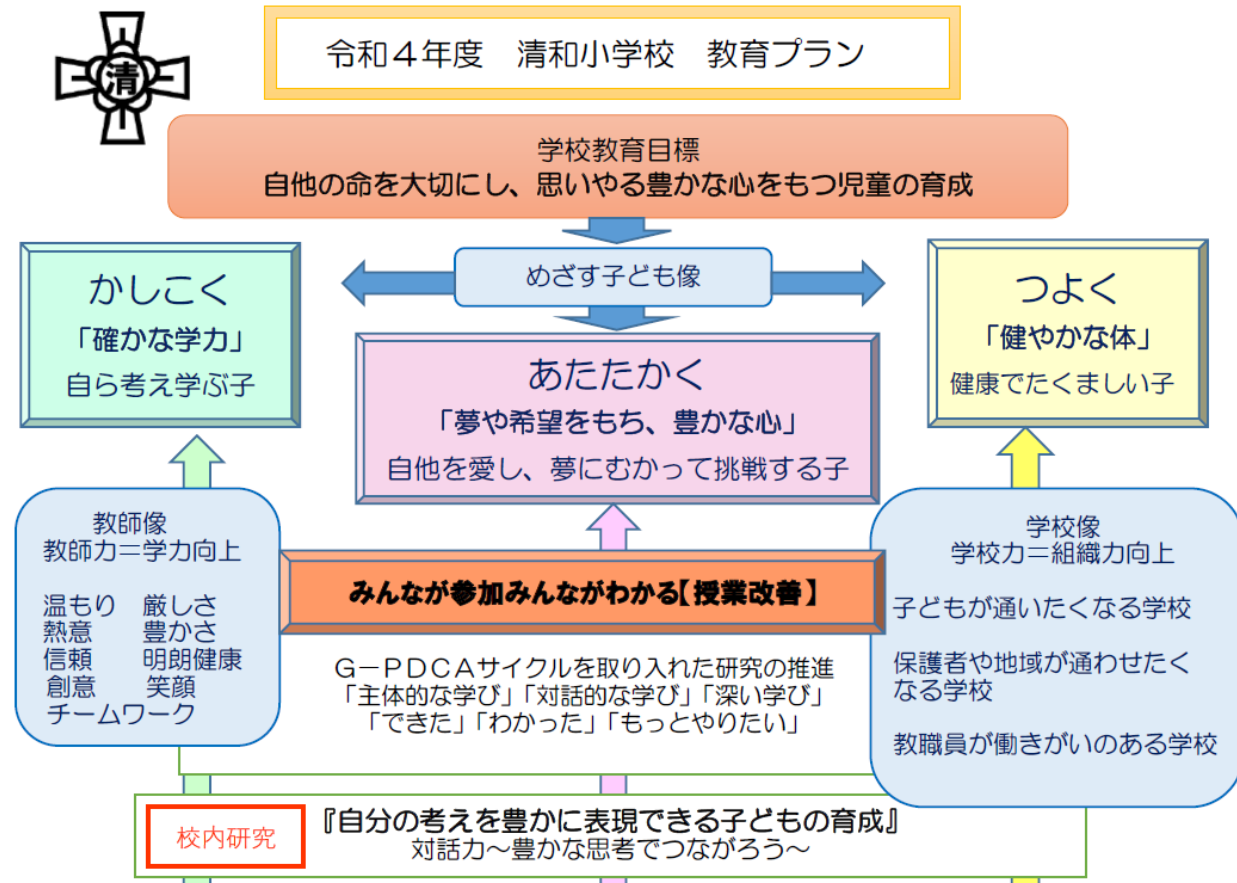 清
令和４年度　清和小学校　教育プラン
学校教育目標
自他の命を大切にし、思いやる豊かな心をもつ児童の育成
めざす子ども像
かしこく
「確かな学力」
自ら考え学ぶ子
あたたかく
「夢や希望をもち、豊かな心」
自他を愛し、夢にむかって挑戦する子
つよく
「健やかな体」
健康でたくましい子
教師像
教師力＝学力向上
温もり　厳しさ
熱意　　豊かさ
信頼　　明朗健康
創意　　笑顔
チームワーク
みんなが参加みんながわかる【授業改善】
Ｇ－ＰＤＣＡサイクルを取り入れた研究の推進
「主体的な学び」「対話的な学び」「深い学び」
「できた」「わかった」「もっとやりたい」
学校像
学校力＝組織力向上
子どもが通いたくなる学校
保護者や地域が通わせたく
なる学校
教職員が働きがいのある学校
校内研究
『自分の考えを豊かに表現できる子どもの育成』
対話力～豊かな思考でつながろう～